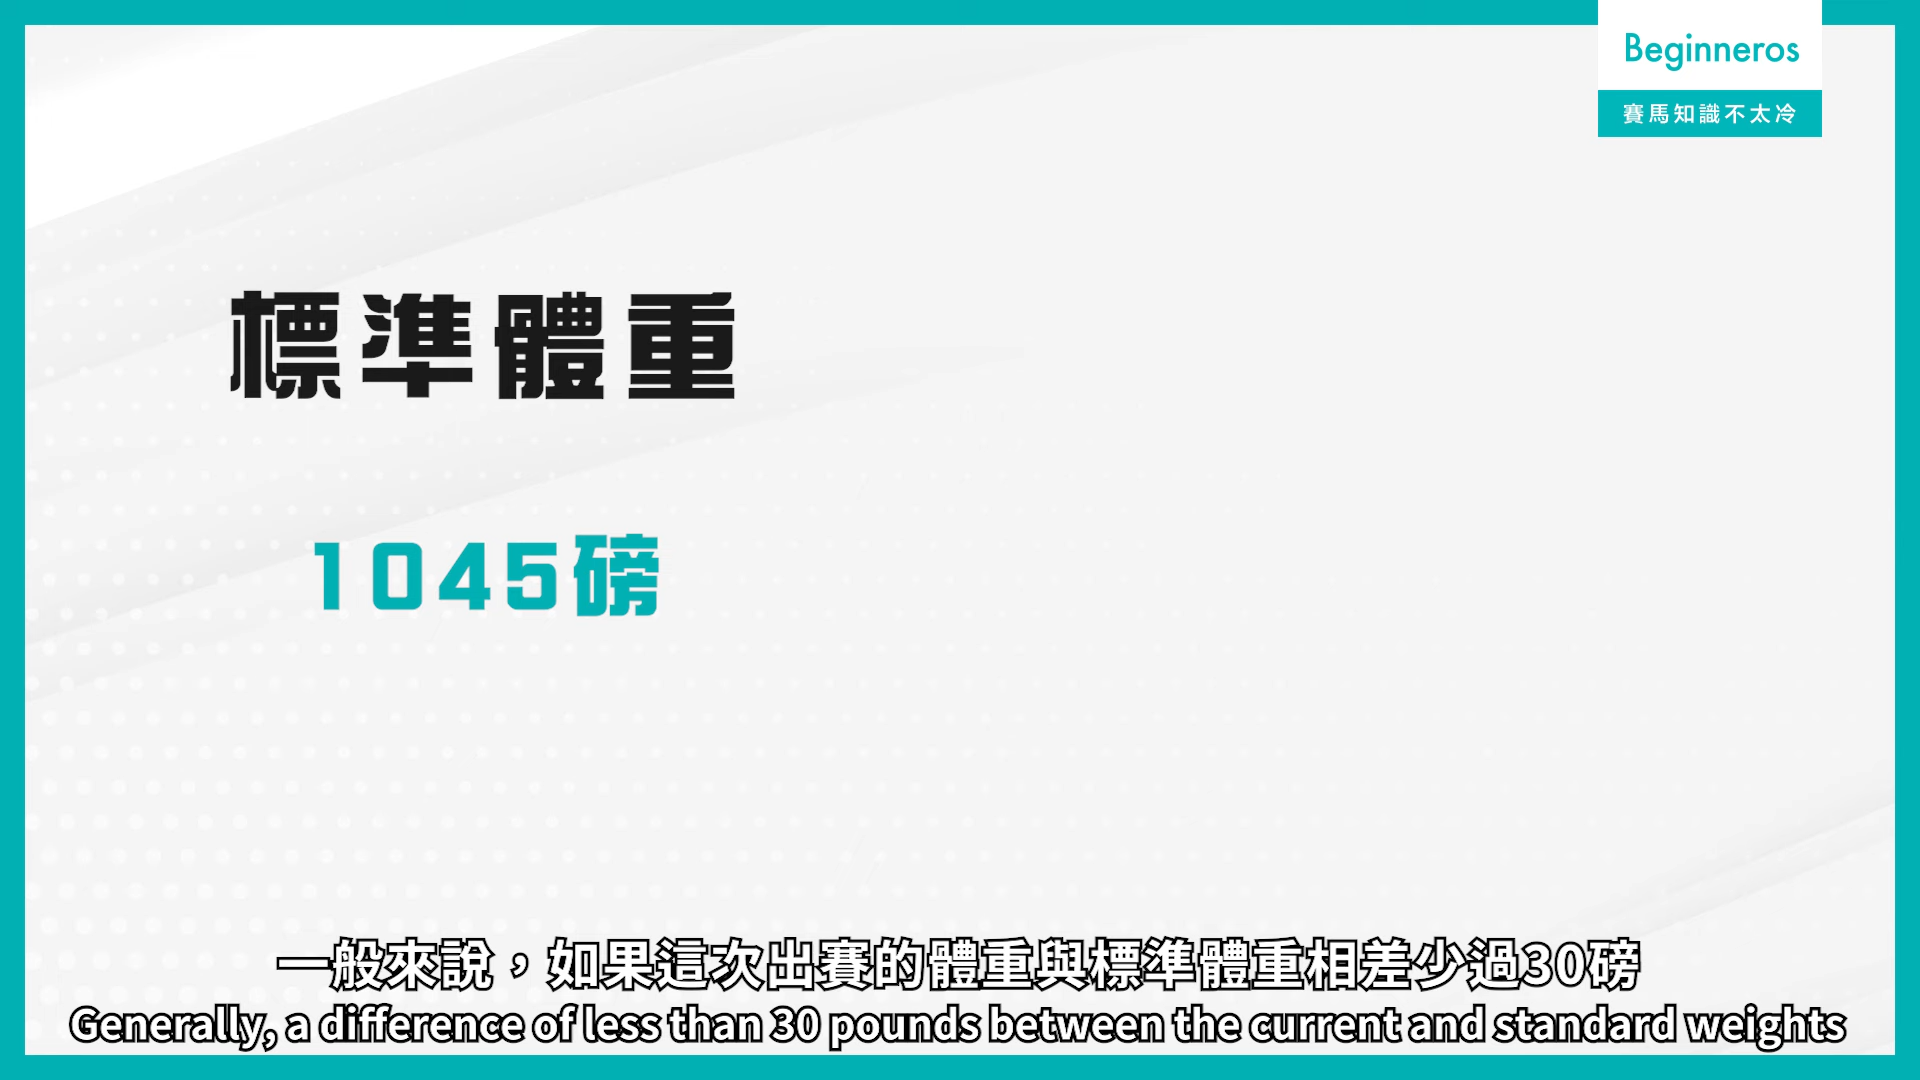 Beginneros
賽馬知識不太冷
標準體重
1045磅
一般來說，如果這次出賽的體重與標準體重相差少過30磅
Generally, a difference of less than 30 pounds between the current and standard weights